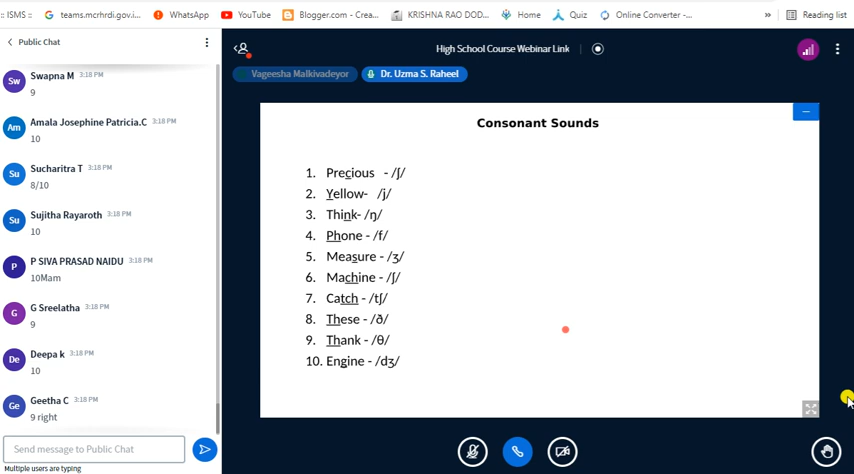 :: ISMS ::
teams.mcrhrdi.gov.i...
WhatsApp
YouTube
Blogger.com - Crea...
KRISHNA RAO DOD...
Home
Quiz
Online Converter -...
»
Reading list
Public Chat
Sw
Swapna M 3:18 PM
9
Am
Amala Josephine Patricia.C 3:18 PM
10
Su
Sucharitra T 3:18 PM
8/10
Su
Sujitha Rayaroth 3:18 PM
10
P
P SIVA PRASAD NAIDU 3:18 PM
10Mam
G
G Sreelatha 3:18 PM
9
De
Deepa k 3:18 PM
10
Ge
Geetha C 3:18 PM
9 right
Send message to Public Chat
Multiple users are typing
High School Course Webinar Link
Vageesha Malkivadeyor
Dr. Uzma S. Raheel
Consonant Sounds
1. Precious - /ʃ/
2. Yellow- /j/
3. Think- /ŋ/
4. Phone - /f/
5. Measure - /ʒ/
6. Machine - /ʃ/
7. Catch - /tʃ/
8. These - /ð/
9. Thank - /θ/
10. Engine - /dʒ/